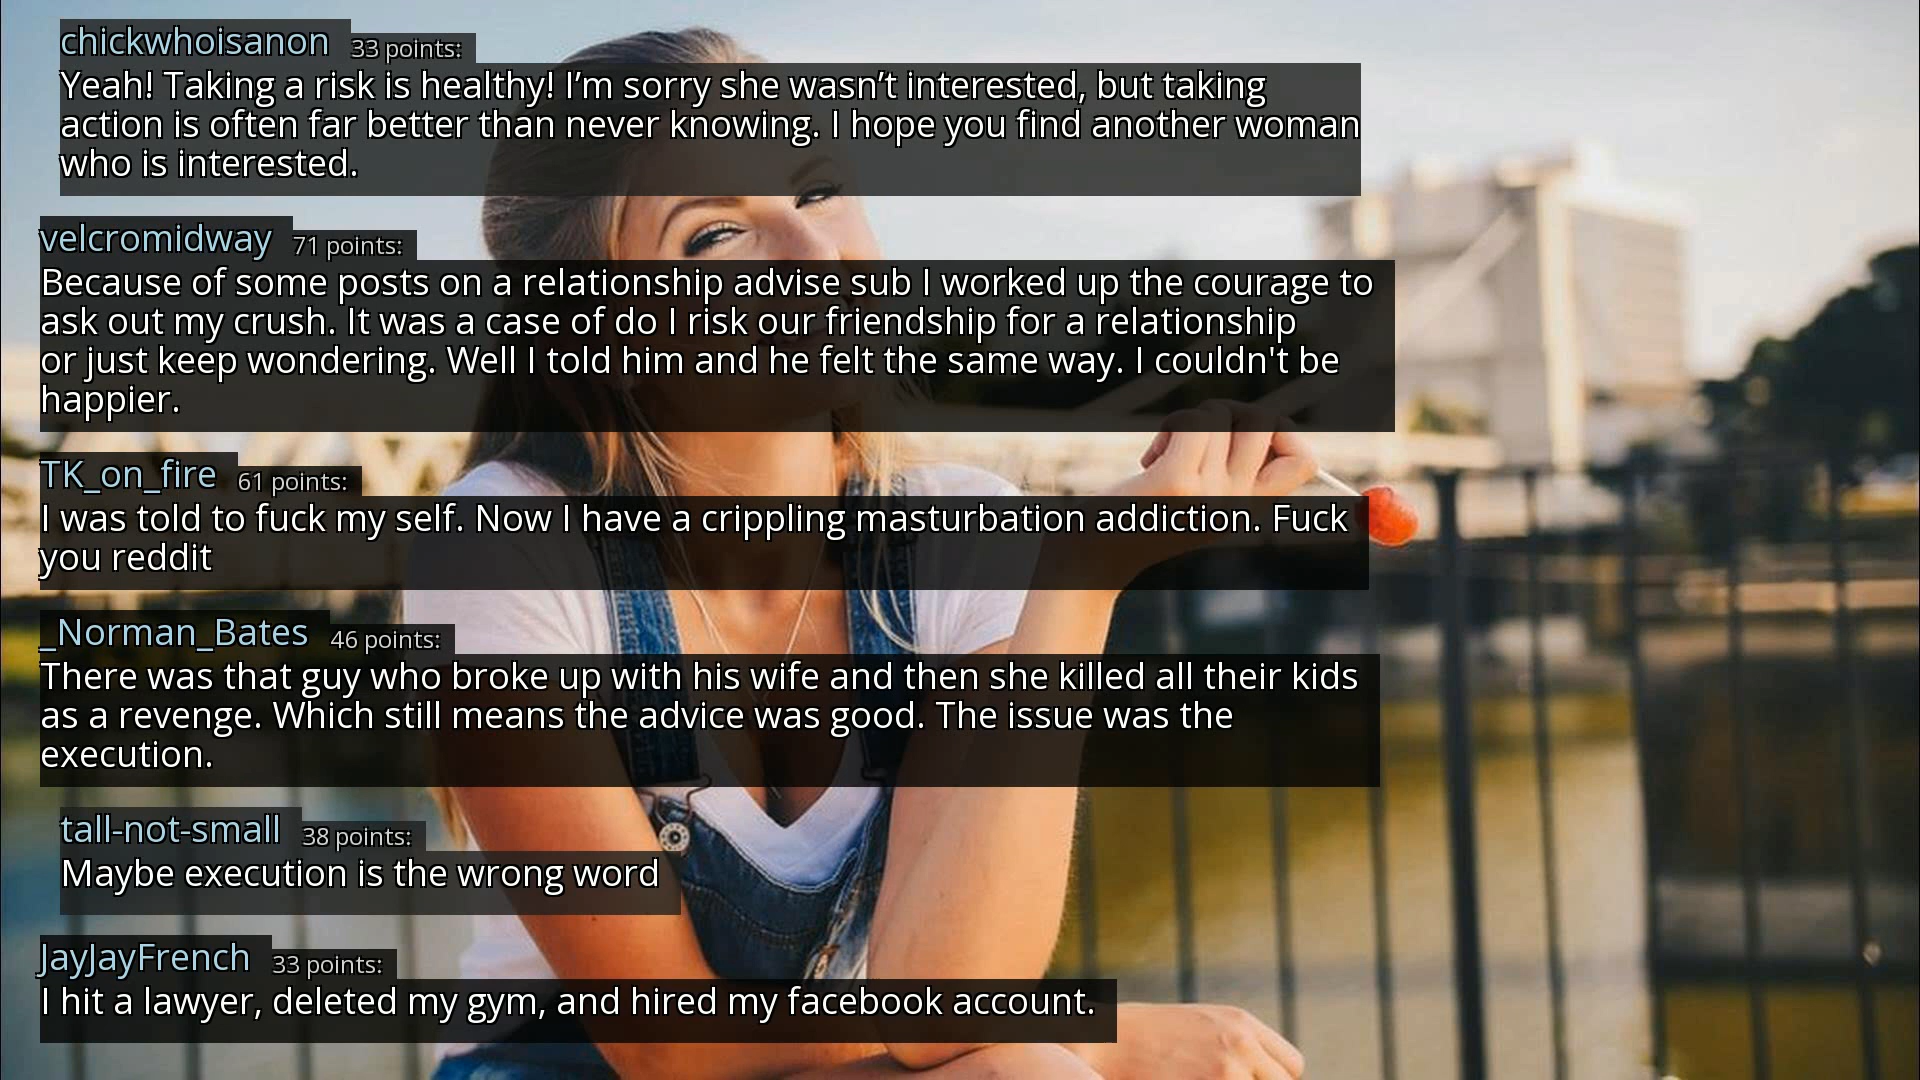 chickwhoisanon 33 points:
Yeah! Taking a risk is healthy! I’m sorry she wasn’t interested, but taking
action is often far better than never knowing. I hope you find another woman
who is interested.
velcromidway 71 points:
Because of some posts on a relationship advise sub I worked up the courage to
ask out my crush. It was a case of do I risk our friendship for a relationship
or just keep wondering. Well I told him and he felt the same way. I couldn't be
happier.
TK_on_fire 61 points:
I was told to fuck my self. Now I have a crippling masturbation addiction. Fuck
you reddit
_Norman_Bates 46 points:
There was that guy who broke up with his wife and then she killed all their kids
as a revenge. Which still means the advice was good. The issue was the
execution.
tall-not-small 38 points:
Maybe execution is the wrong word
JayJayFrench 33 points:
I hit a lawyer, deleted my gym, and hired my facebook account.